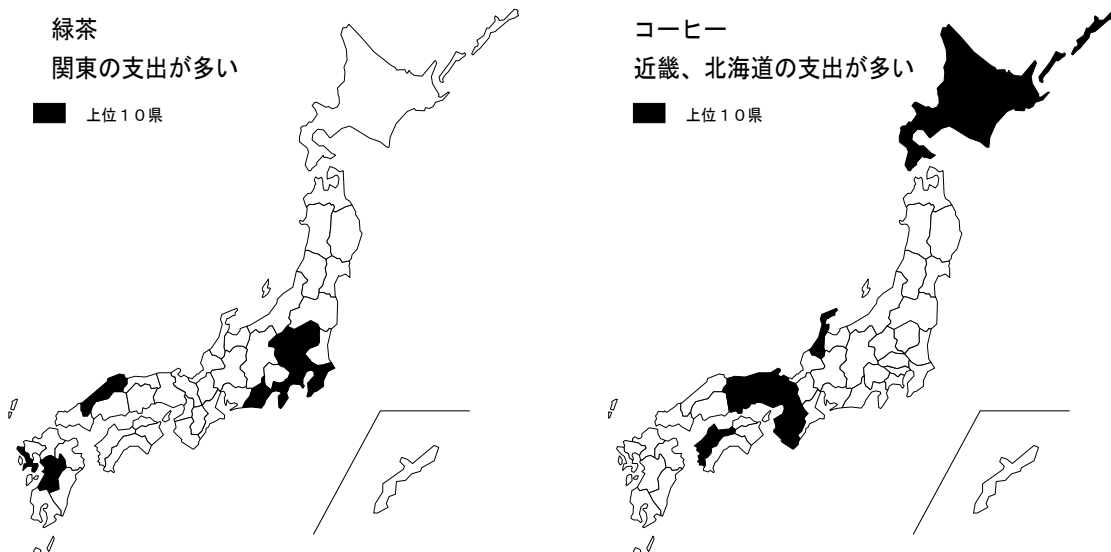 緑茶
関東の支出が多い
上位１０県
コーヒー
近畿、北海道の支出が多い
上位１０県